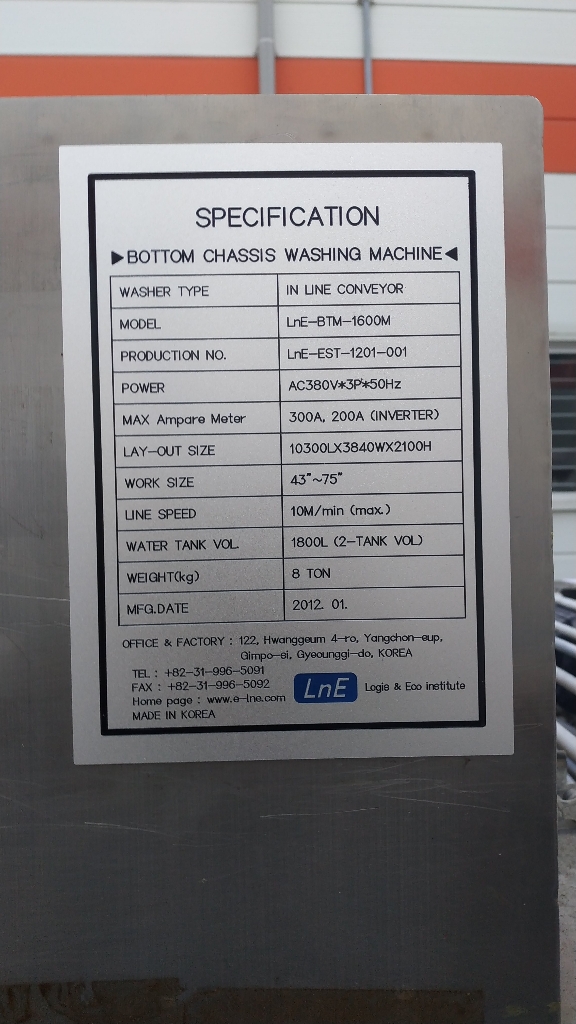 SPECIFICATION
▶BOTTOM CHASSIS WASHING MACHINE◀
WASHER TYPE IN LINE CONVEYOR
MODEL LnE-BTM-1600M
PRODUCTION NO. LnE-EST-1201-001
POWER AC380V*3P*50Hz
MAX Ampare Meter 300A, 200A (INVERTER)
LAY-OUT SIZE 10300LX3840WX2100H
WORK SIZE 43"~75"
LINE SPEED 10M/min (max.)
WATER TANK VOL. 1800L (2-TANK VOL)
WEIGHT(kg) 8 TON
MFG.DATE 2012. 01.
OFFICE & FACTORY : 122, Hwanggeum 4-ro, Yangchon-eup,
Gimpo-si, Gyeounggi-do, KOREA
TEL : +82-31-996-5091
FAX : +82-31-996-5092
Home page : www.e-lne.com
MADE IN KOREA
LnE Logis & Eco institute